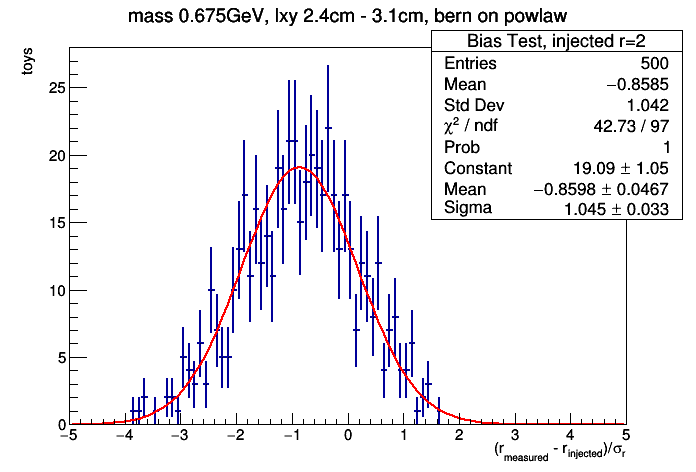 mass 0.675GeV, lxy 2.4cm - 3.1cm, bern on powlaw
toys
Bias Test, injected r=2
Entries 500
Mean −0.8585
Std Dev 1.042
χ² / ndf 42.73 / 97
Prob 1
Constant 19.09 ± 1.05
Mean −0.8598 ± 0.0467
Sigma 1.045 ± 0.033
25
20
15
10
5
0
−5 −4 −3 −2 −1 0 1 2 3 4 5
(r_measured - r_injected)/σ_r